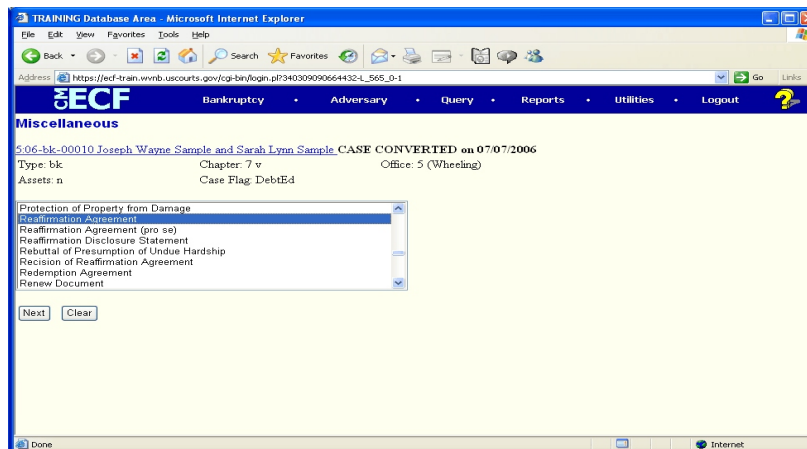 TRAINING Database Area - Microsoft Internet Explorer
File Edit View Favorites Tools Help
Back Search Favorites
Address https://ecf-train.wvnb.uscourts.gov/cgi-bin/login.pl?340309090664432-L_565_0-1 Go Links
CM ECF Bankruptcy • Adversary • Query • Reports • Utilities • Logout ?
Miscellaneous
5:06-bk-00010 Joseph Wayne Sample and Sarah Lynn Sample CASE CONVERTED on 07/07/2006
Type: bk Chapter: 7 v Office: 5 (Wheeling)
Assets: n Case Flag: DebtEd
Protection of Property from Damage
Reaffirmation Agreement
Reaffirmation Agreement (pro se)
Reaffirmation Disclosure Statement
Rebuttal of Presumption of Undue Hardship
Recision of Reaffirmation Agreement
Redemption Agreement
Renew Document
Next Clear
Done Internet